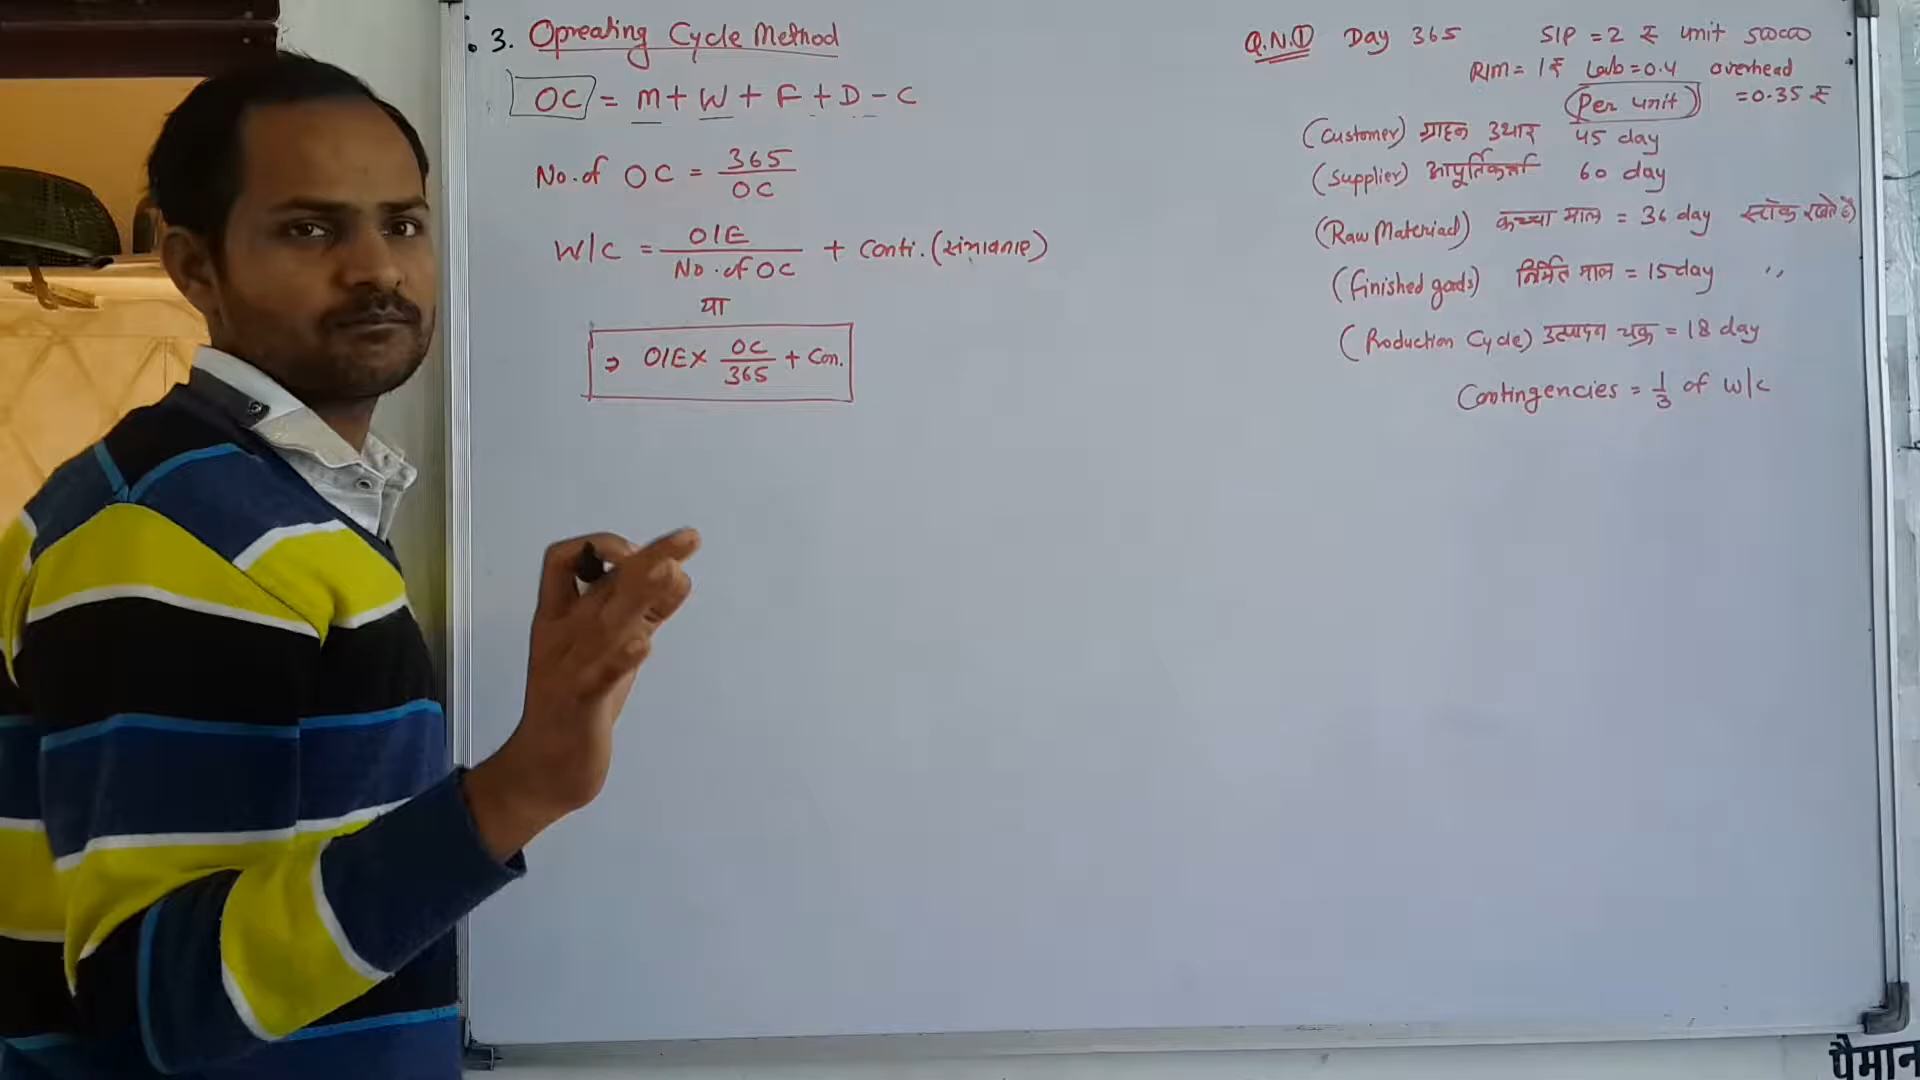 3. Opreating Cycle Method
OC = M + W + F + D - C
No. of OC = 365 / OC
W/C = O/E / No. of OC + Conti. (संभावनाए)
या
⇒ O/E × OC / 365 + Con.
Q.N.① Day 365 S/P = 2 ₹ unit 500000
R/m = 1 ₹ Lab = 0.4 overhead
(Per unit) = 0.35 ₹
(Customer) ग्राहक उधार 45 day
(Supplier) आपूर्तिकर्ता 60 day
(Raw Material) कच्चा माल = 36 day स्टॉक रखते है
(finished goods) निर्मित माल = 15 day ,,
(Production Cycle) उत्पादन चक्र = 18 day
Contingencies = 1/3 of W/C
पैमान